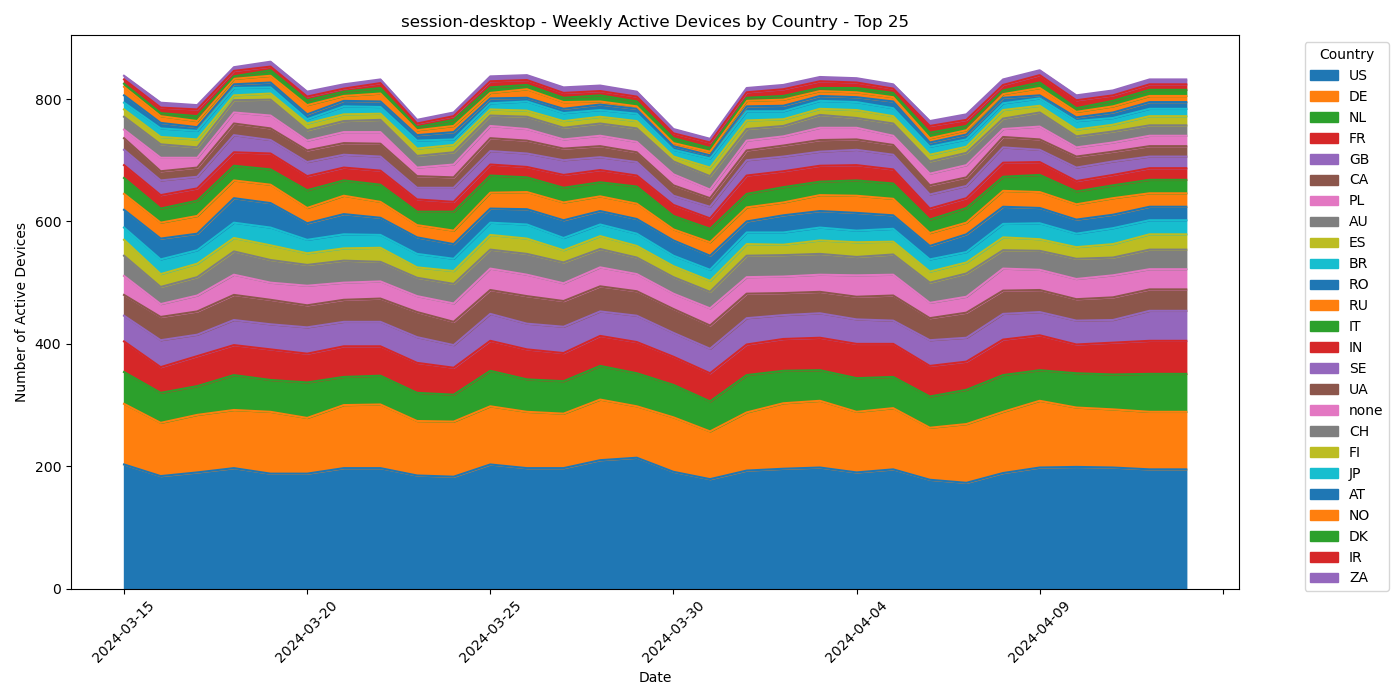 session-desktop - Weekly Active Devices by Country - Top 25
Number of Active Devices
800
600
400
200
0
2024-03-15
2024-03-20
2024-03-25
2024-03-30
2024-04-04
2024-04-09
Date
Country
US
DE
NL
FR
GB
CA
PL
AU
ES
BR
RO
RU
IT
IN
SE
UA
none
CH
FI
JP
AT
NO
DK
IR
ZA